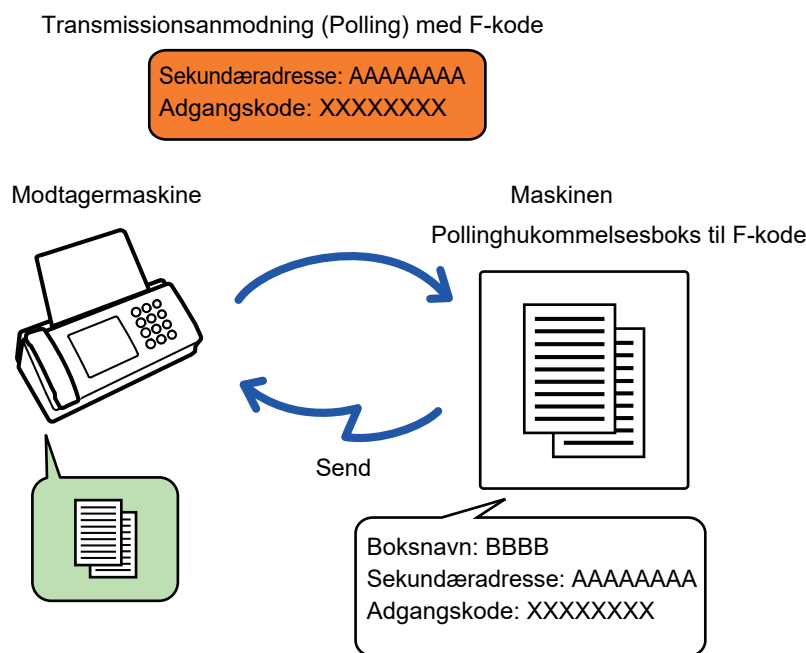 Transmissionsanmodning (Polling) med F-kode
Sekundæradresse: AAAAAAAA
Adgangskode: XXXXXXXX
Modtagermaskine
Maskinen
Pollinghukommelsesboks til F-kode
Send
Boksnavn: BBBB
Sekundæradresse: AAAAAAAA
Adgangskode: XXXXXXXX